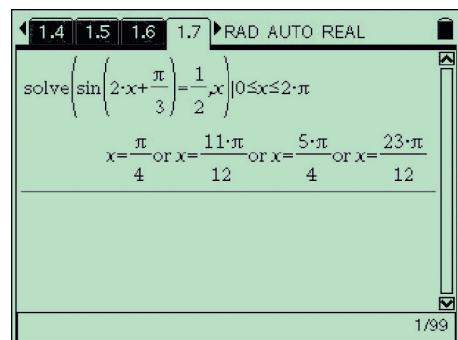 1.4 1.5 1.6 1.7 RAD AUTO REAL
solve(sin(2·x+π/3)=1/2,x)|0≤x≤2·π
x=π/4 or x=11·π/12 or x=5·π/4 or x=23·π/12
1/99